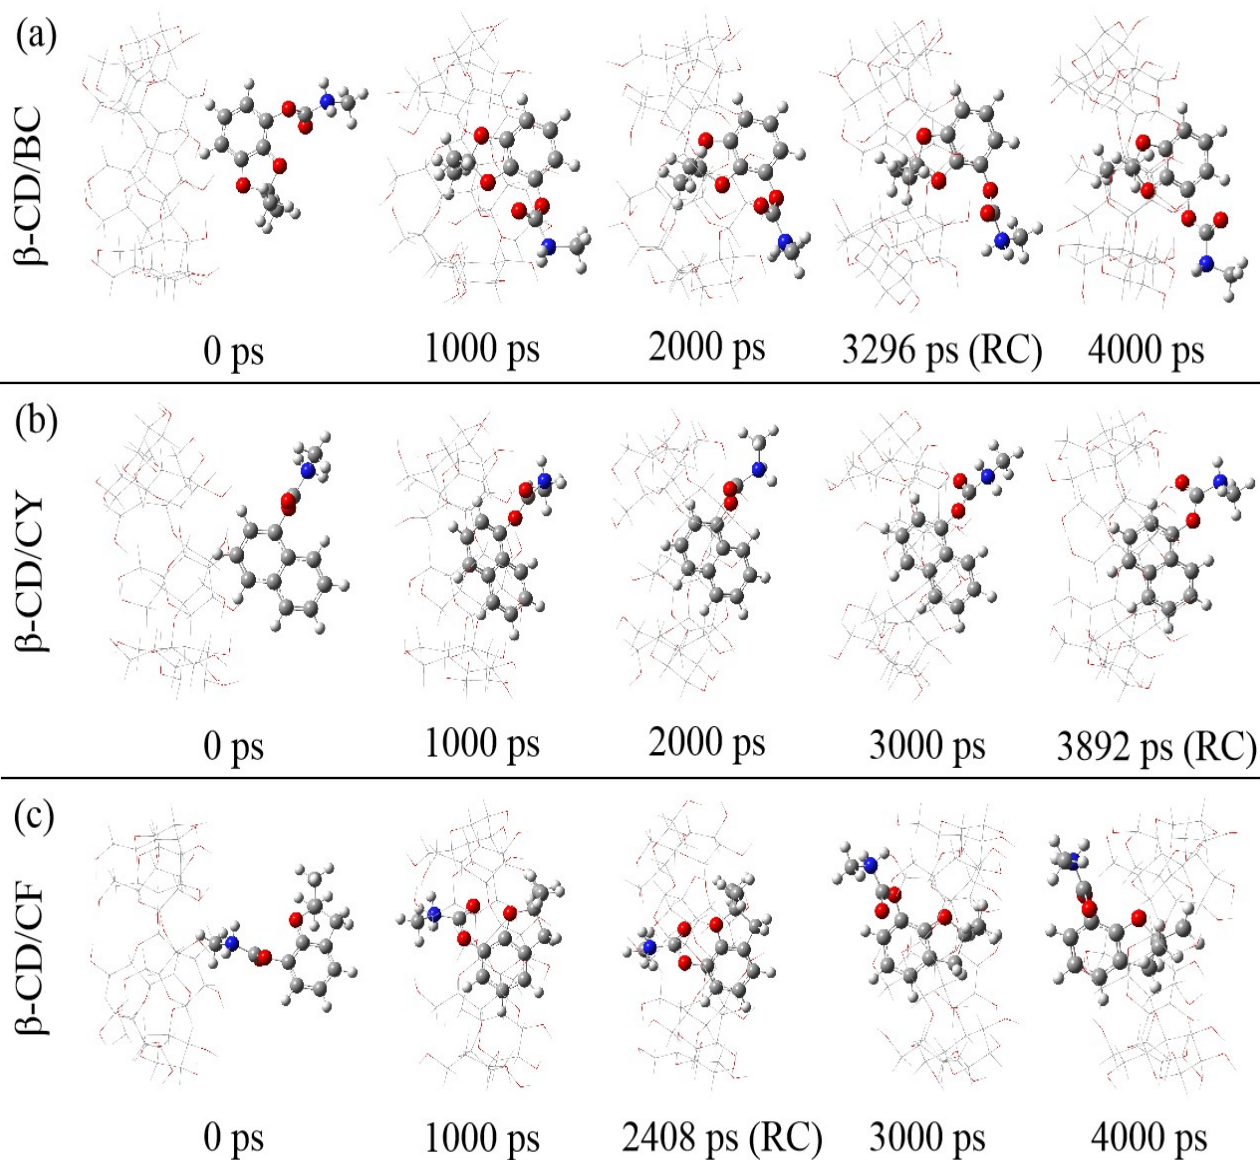 (a)
β-CD/BC
0 ps
1000 ps
2000 ps
3296 ps (RC)
4000 ps
(b)
β-CD/CY
0 ps
1000 ps
2000 ps
3000 ps
3892 ps (RC)
(c)
β-CD/CF
0 ps
1000 ps
2408 ps (RC)
3000 ps
4000 ps